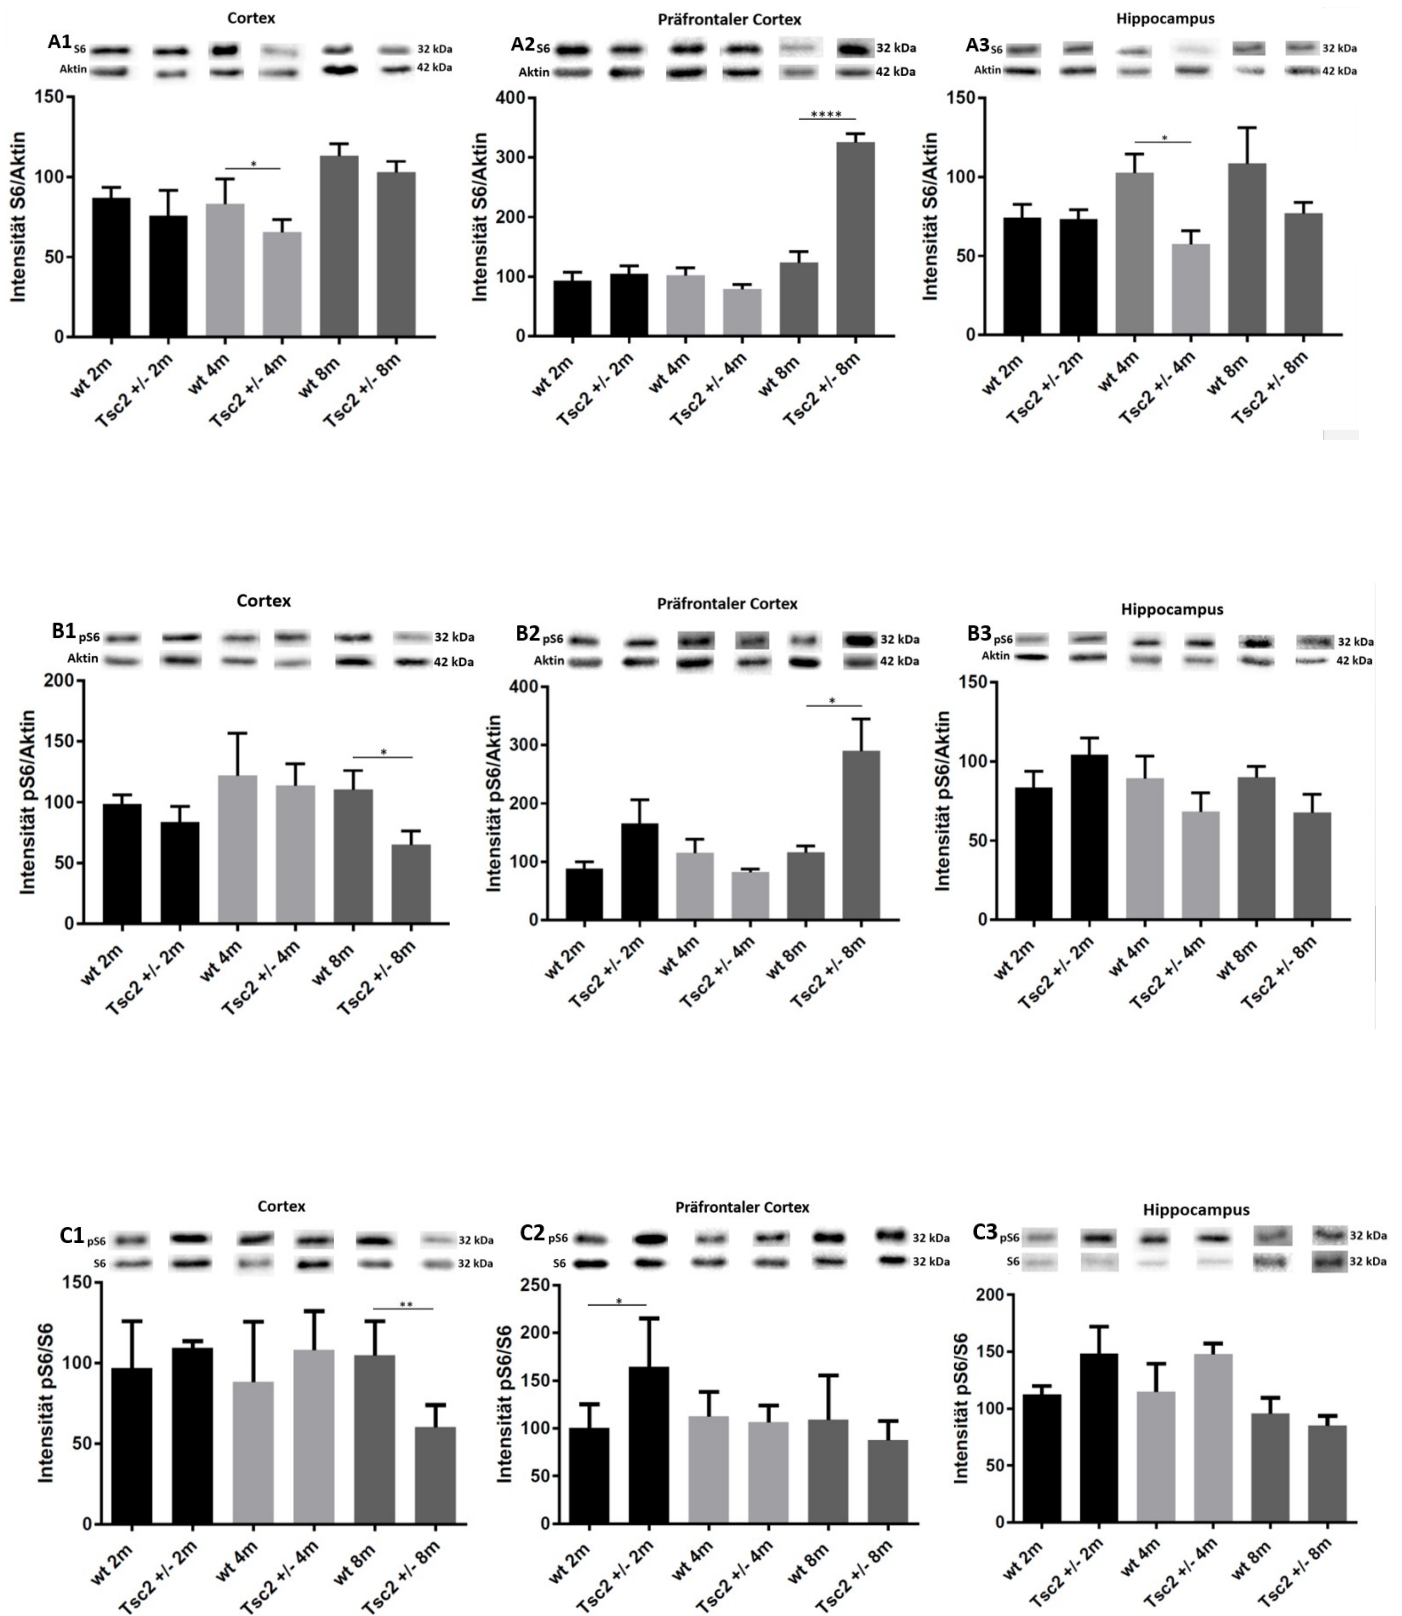 Cortex
A1 S6 32 kDa
Aktin 42 kDa
Intensität S6/Aktin
150
100
50
0
*
wt 2m
Tsc2 +/- 2m
wt 4m
Tsc2 +/- 4m
wt 8m
Tsc2 +/- 8m
Präfrontaler Cortex
A2 S6 32 kDa
Aktin 42 kDa
Intensität S6/Aktin
400
300
200
100
0
****
wt 2m
Tsc2 +/- 2m
wt 4m
Tsc2 +/- 4m
wt 8m
Tsc2 +/- 8m
Hippocampus
A3 S6 32 kDa
Aktin 42 kDa
Intensität S6/Aktin
150
100
50
0
*
wt 2m
Tsc2 +/- 2m
wt 4m
Tsc2 +/- 4m
wt 8m
Tsc2 +/- 8m
Cortex
B1 pS6 32 kDa
Aktin 42 kDa
Intensität pS6/Aktin
200
150
100
50
0
*
wt 2m
Tsc2 +/- 2m
wt 4m
Tsc2 +/- 4m
wt 8m
Tsc2 +/- 8m
Präfrontaler Cortex
B2 pS6 32 kDa
Aktin 42 kDa
Intensität pS6/Aktin
400
300
200
100
0
*
wt 2m
Tsc2 +/- 2m
wt 4m
Tsc2 +/- 4m
wt 8m
Tsc2 +/- 8m
Hippocampus
B3 pS6 32 kDa
Aktin 42 kDa
Intensität pS6/Aktin
150
100
50
0
wt 2m
Tsc2 +/- 2m
wt 4m
Tsc2 +/- 4m
wt 8m
Tsc2 +/- 8m
Cortex
C1 pS6 32 kDa
S6 32 kDa
Intensität pS6/S6
150
100
50
0
**
wt 2m
Tsc2 +/- 2m
wt 4m
Tsc2 +/- 4m
wt 8m
Tsc2 +/- 8m
Präfrontaler Cortex
C2 pS6 32 kDa
S6 32 kDa
Intensität pS6/S6
250
200
150
100
50
0
*
wt 2m
Tsc2 +/- 2m
wt 4m
Tsc2 +/- 4m
wt 8m
Tsc2 +/- 8m
Hippocampus
C3 pS6 32 kDa
S6 32 kDa
Intensität pS6/S6
200
150
100
50
0
wt 2m
Tsc2 +/- 2m
wt 4m
Tsc2 +/- 4m
wt 8m
Tsc2 +/- 8m